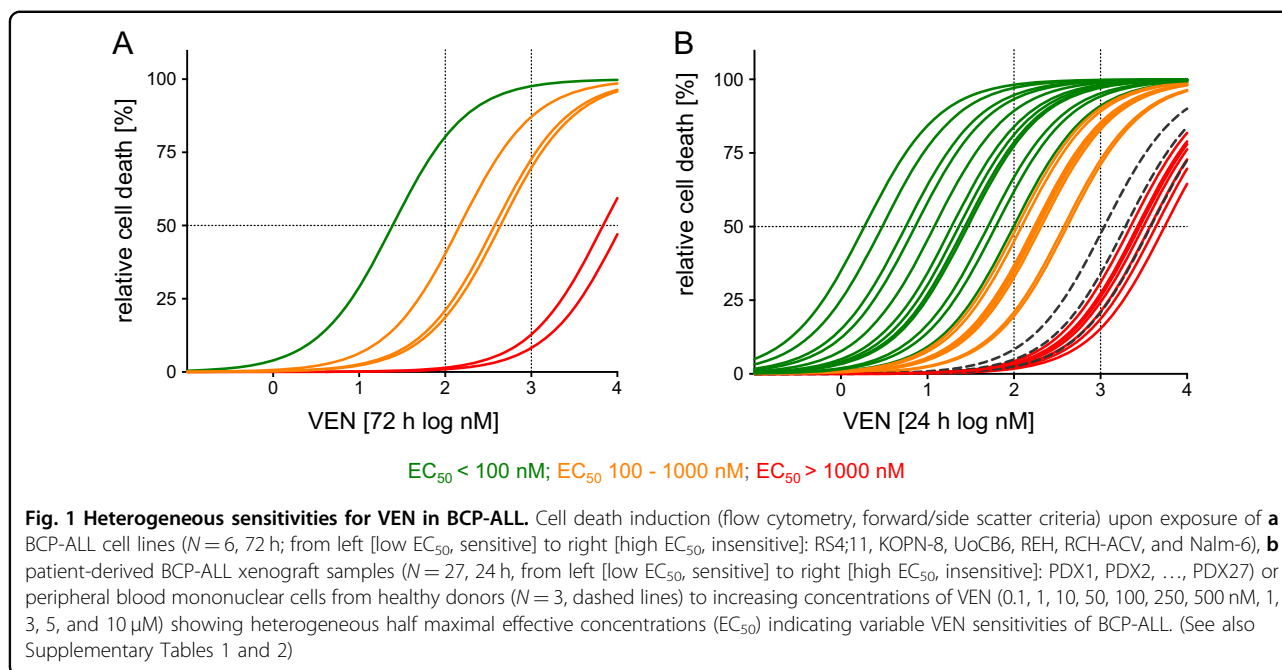 A
B
100
75
50
25
0
relative cell death [%]
0 1 2 3 4
VEN [72 h log nM]
100
75
50
25
0
relative cell death [%]
0 1 2 3 4
VEN [24 h log nM]
EC50 < 100 nM; EC50 100 - 1000 nM; EC50 > 1000 nM
Fig. 1 Heterogeneous sensitivities for VEN in BCP-ALL. Cell death induction (flow cytometry, forward/side scatter criteria) upon exposure of a
BCP-ALL cell lines (N = 6, 72 h; from left [low EC50, sensitive] to right [high EC50, insensitive]: RS4;11, KOPN-8, UoCB6, REH, RCH-ACV, and Nalm-6), b
patient-derived BCP-ALL xenograft samples (N = 27, 24 h, from left [low EC50, sensitive] to right [high EC50, insensitive]: PDX1, PDX2, …, PDX27) or
peripheral blood mononuclear cells from healthy donors (N = 3, dashed lines) to increasing concentrations of VEN (0.1, 1, 10, 50, 100, 250, 500 nM, 1,
3, 5, and 10 µM) showing heterogeneous half maximal effective concentrations (EC50) indicating variable VEN sensitivities of BCP-ALL. (See also
Supplementary Tables 1 and 2)